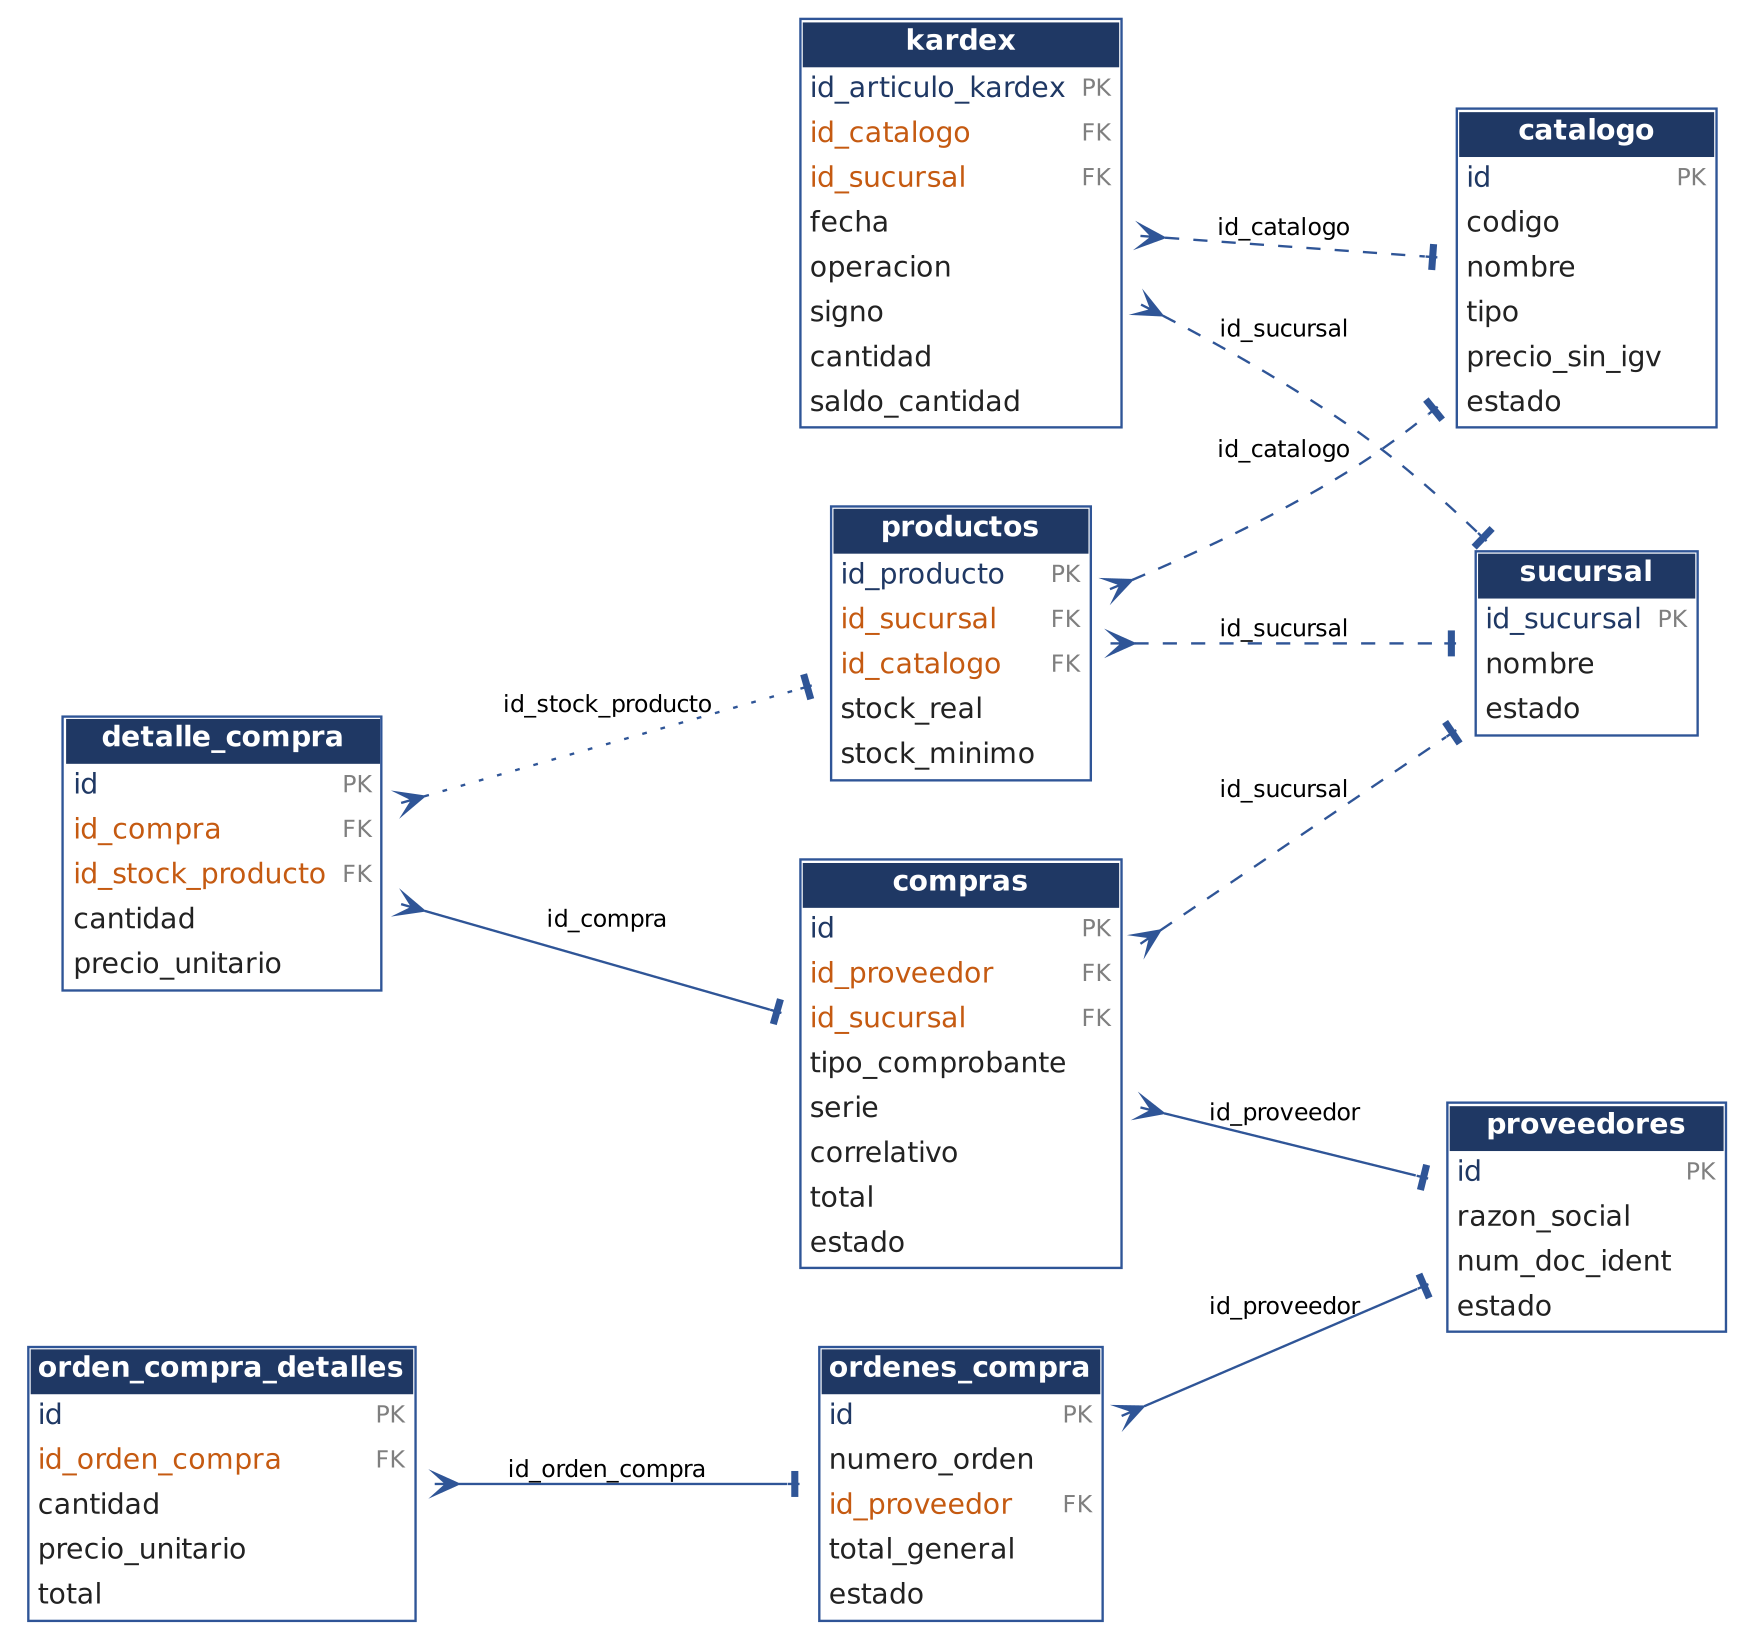 kardex
id_articulo_kardex PK
id_catalogo FK
id_sucursal FK
fecha
operacion
signo
cantidad
saldo_cantidad
catalogo
id PK
codigo
nombre
tipo
precio_sin_igv
estado
id_catalogo
id_sucursal
id_catalogo
productos
id_producto PK
id_sucursal FK
id_catalogo FK
stock_real
stock_minimo
id_sucursal
sucursal
id_sucursal PK
nombre
estado
id_stock_producto
detalle_compra
id PK
id_compra FK
id_stock_producto FK
cantidad
precio_unitario
id_sucursal
id_compra
compras
id PK
id_proveedor FK
id_sucursal FK
tipo_comprobante
serie
correlativo
total
estado
id_proveedor
proveedores
id PK
razon_social
num_doc_ident
estado
id_proveedor
orden_compra_detalles
id PK
id_orden_compra FK
cantidad
precio_unitario
total
id_orden_compra
ordenes_compra
id PK
numero_orden
id_proveedor FK
total_general
estado